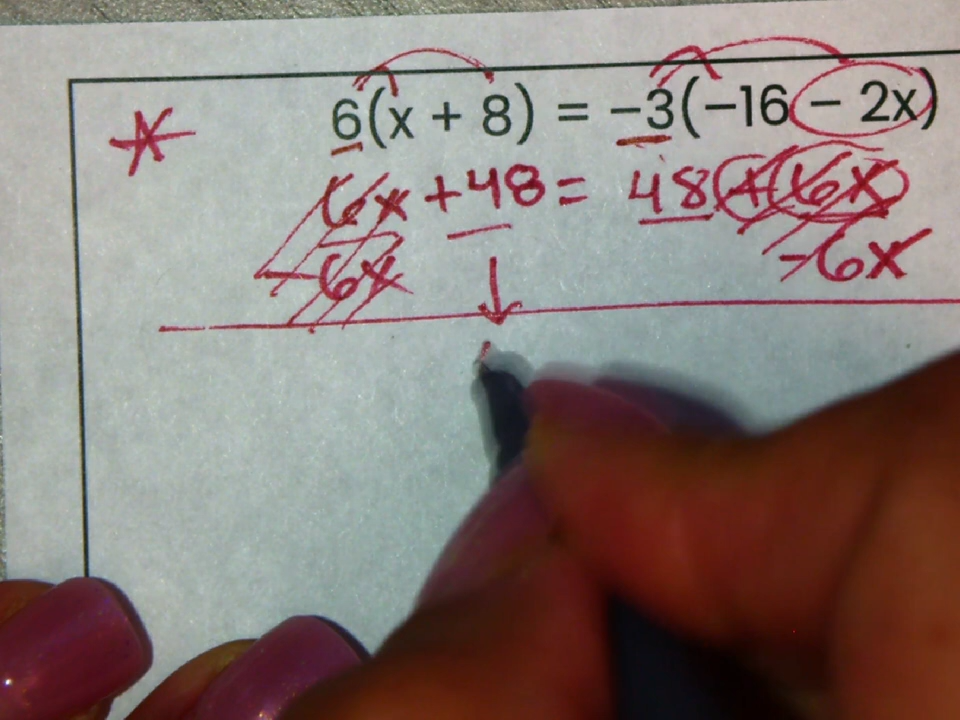 6(x + 8) = -3(-16 - 2x)
6x + 48 = 48 + 6x
-6x -6x